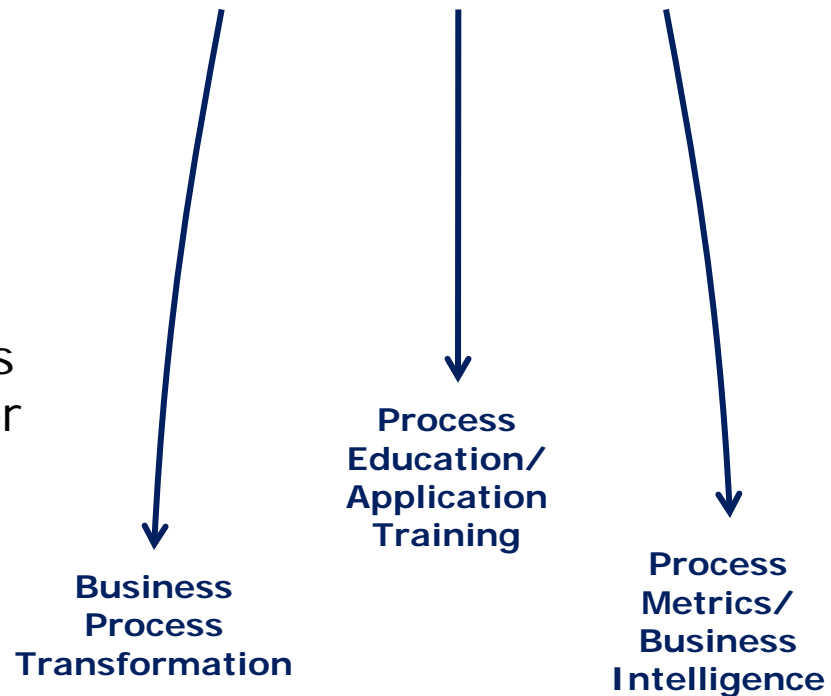 Process
Education/
Application
Training
Business
Process
Transformation
Process
Metrics/
Business
Intelligence